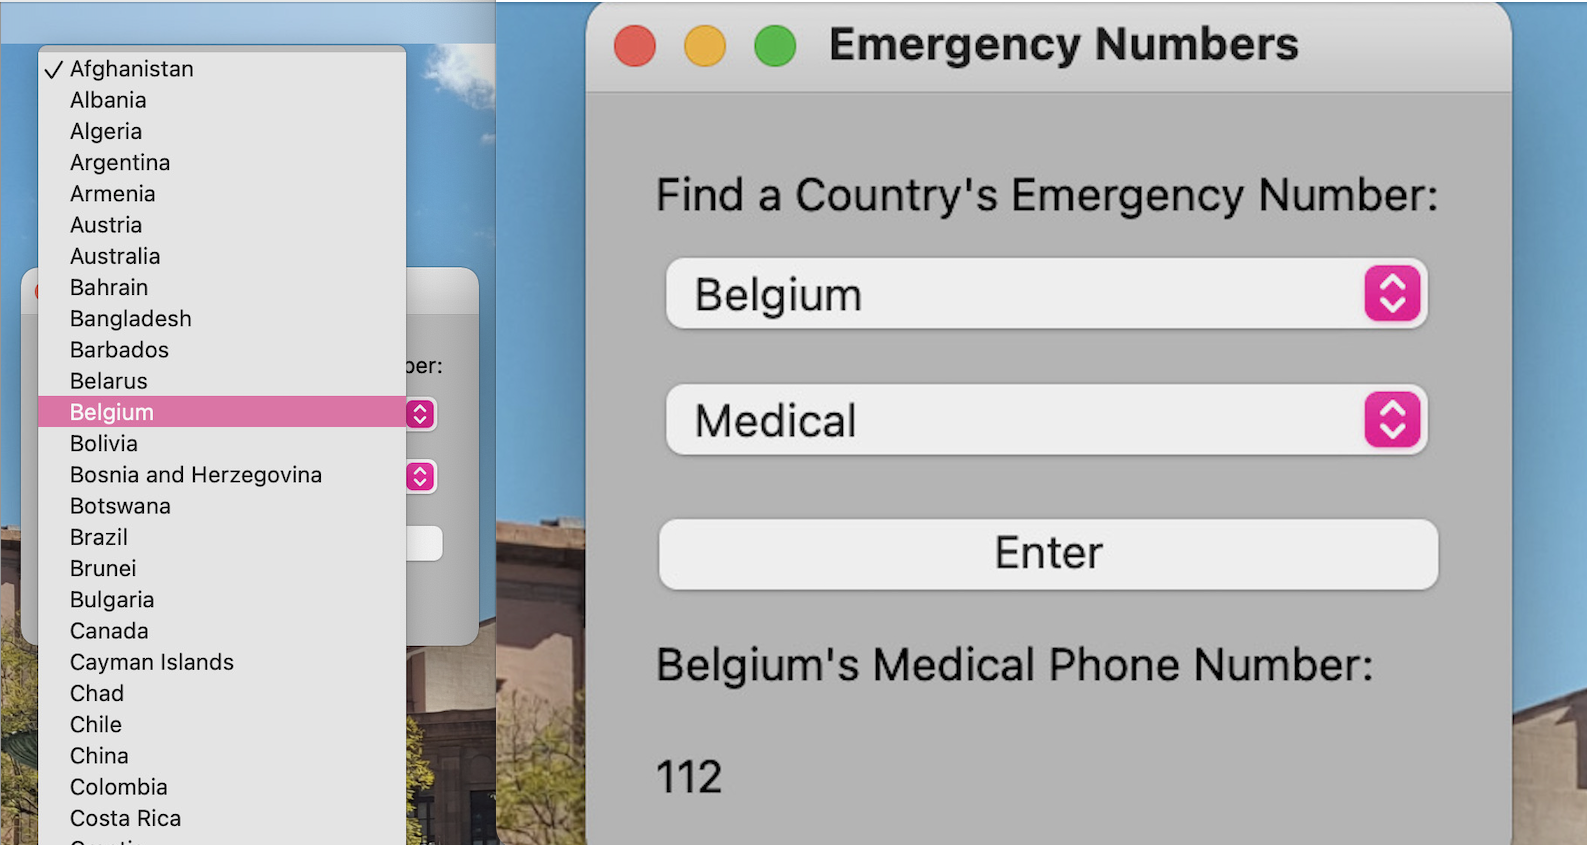 ✓ Afghanistan
Albania
Algeria
Argentina
Armenia
Austria
Australia
Bahrain
Bangladesh
Barbados
Belarus
Belgium
Bolivia
Bosnia and Herzegovina
Botswana
Brazil
Brunei
Bulgaria
Canada
Cayman Islands
Chad
Chile
China
Colombia
Costa Rica
ber:
Emergency Numbers
Find a Country's Emergency Number:
Belgium
Medical
Enter
Belgium's Medical Phone Number:
112